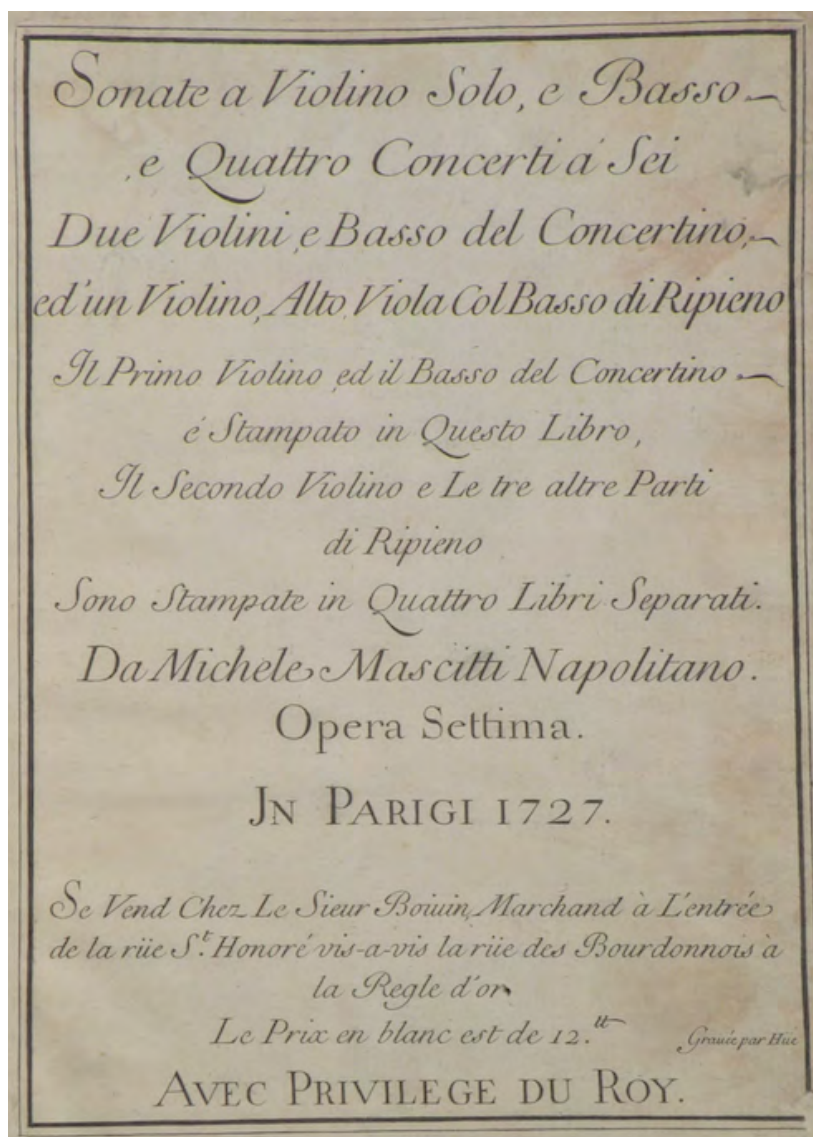 Sonate a Violino Solo, e Basso
, e Quattro Concerti á Sei
Due Violini, e Basso del Concertino,
ed'un Violino, Alto Viola Col Basso di Ripieno
Il Primo Violino ed il Basso del Concertino
é Stampato in Questo Libro,
Il Secondo Violino e Le tre altre Parti
di Ripieno
Sono Stampate in Quattro Libri Separati.
Da Michele Mascitti Napolitano.
Opera Settima.
JN PARIGI 1727.
Se Vend Chez Le Sieur Boiuin, Marchand à L'entrée
de la rüe S.t Honoré vis-a-vis la rüe des Bourdonnois à
la Regle d'or
Le Prix en blanc est de 12.tt
Grauée par Hüe
AVEC PRIVILEGE DU ROY.